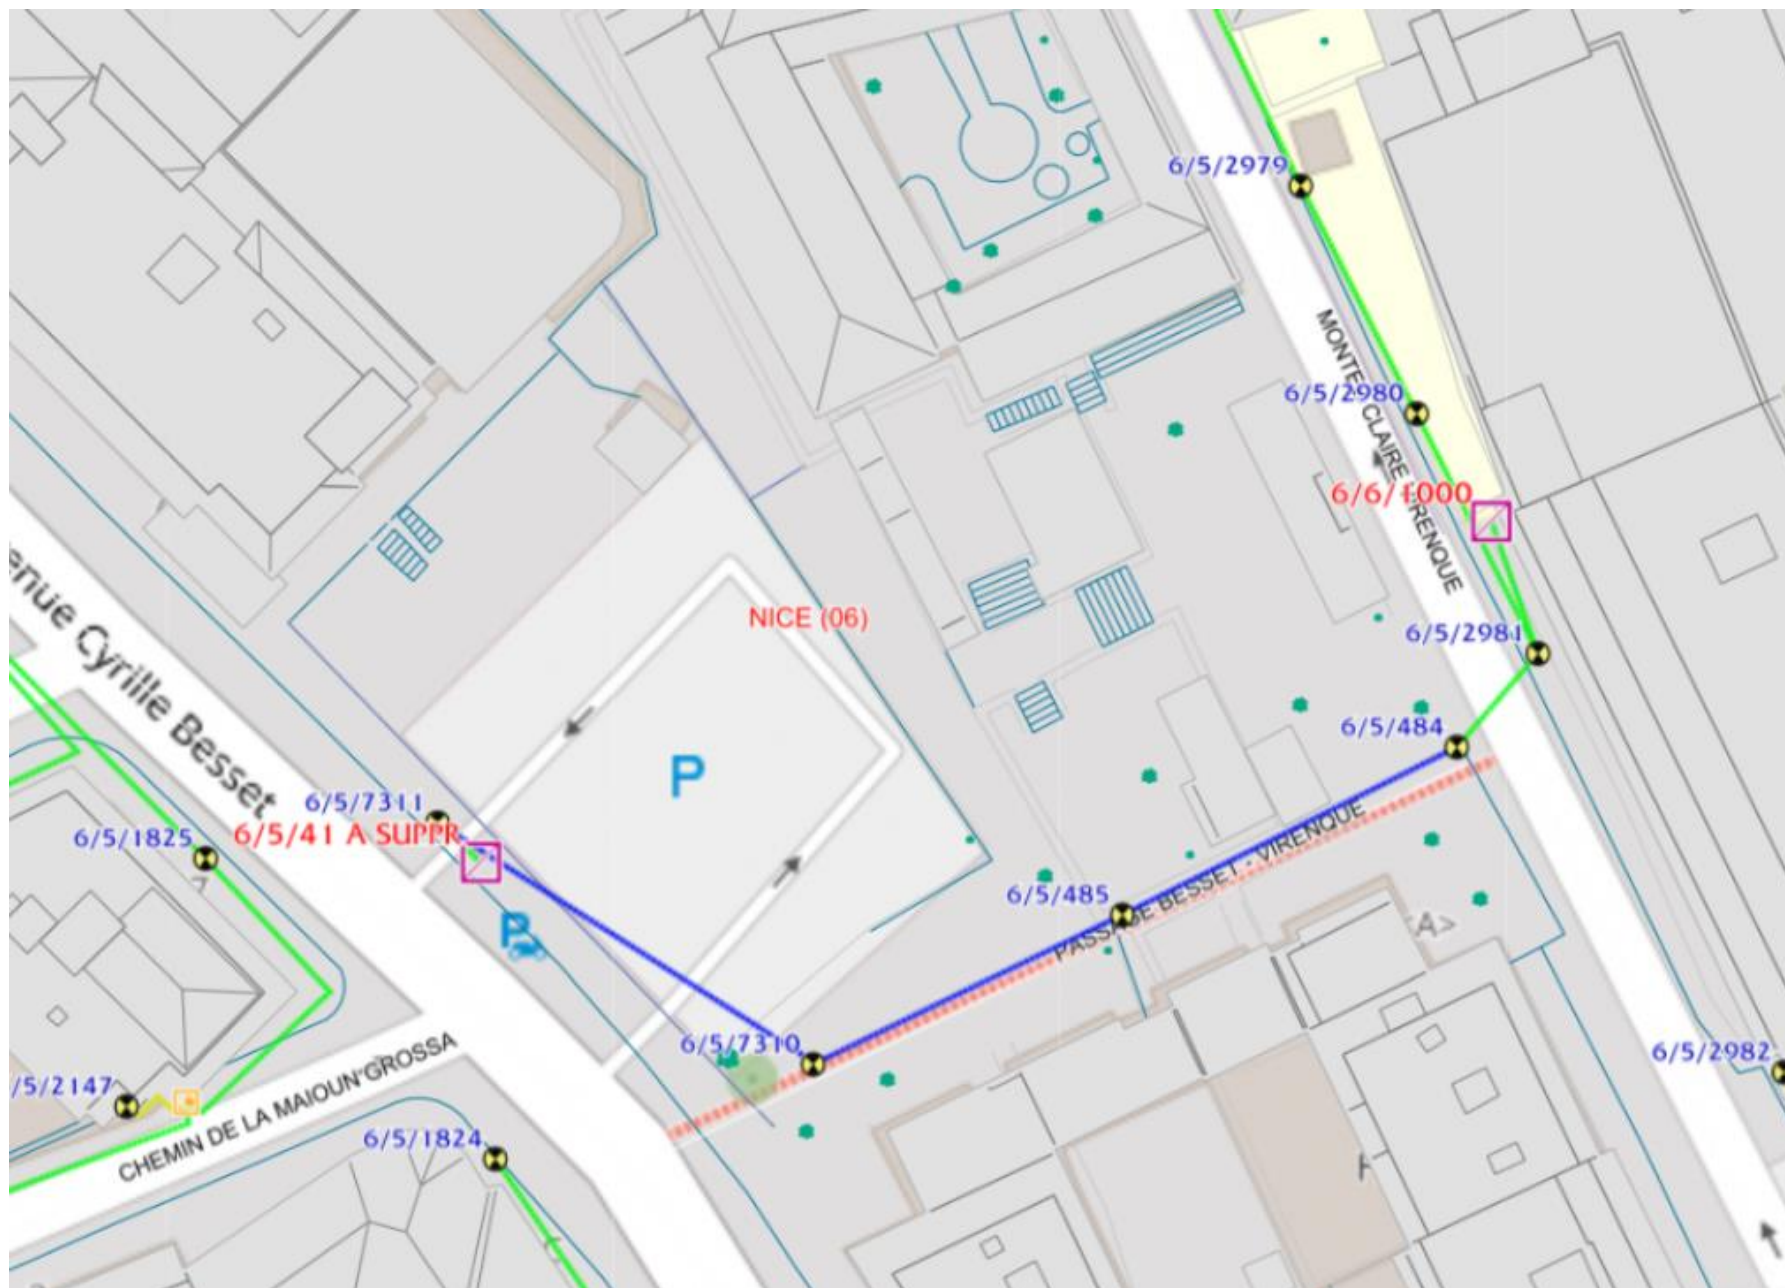 6/5/2979
6/5/2980
MONTEE CLAIRE VIRENQUE
6/6/1000
NICE (06)
6/5/2981
enue Cyrille Besset
6/5/484
P
6/5/7311
6/5/41 A SUPPR
6/5/1825
PASSAGE BESSET - VIRENQUE
6/5/485
P
<A>
6/5/7310
6/5/2982
/5/2147
CHEMIN DE LA MAIOUN GROSSA
6/5/1824